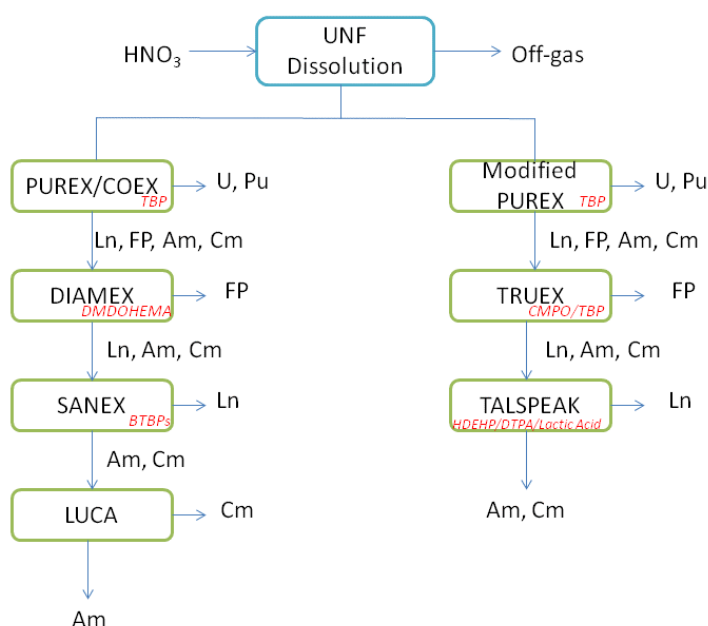 HNO₃
UNF
Dissolution
Off-gas
PUREX/COEX
TBP
U, Pu
Ln, FP, Am, Cm
DIAMEX
DMDOHEMA
FP
Ln, Am, Cm
SANEX
BTBPs
Ln
Am, Cm
LUCA
Cm
Am
Modified
PUREX
TBP
U, Pu
Ln, FP, Am, Cm
TRUEX
CMPO/TBP
FP
Ln, Am, Cm
TALSPEAK
HDEHP/DTPA/Lactic Acid
Ln
Am, Cm